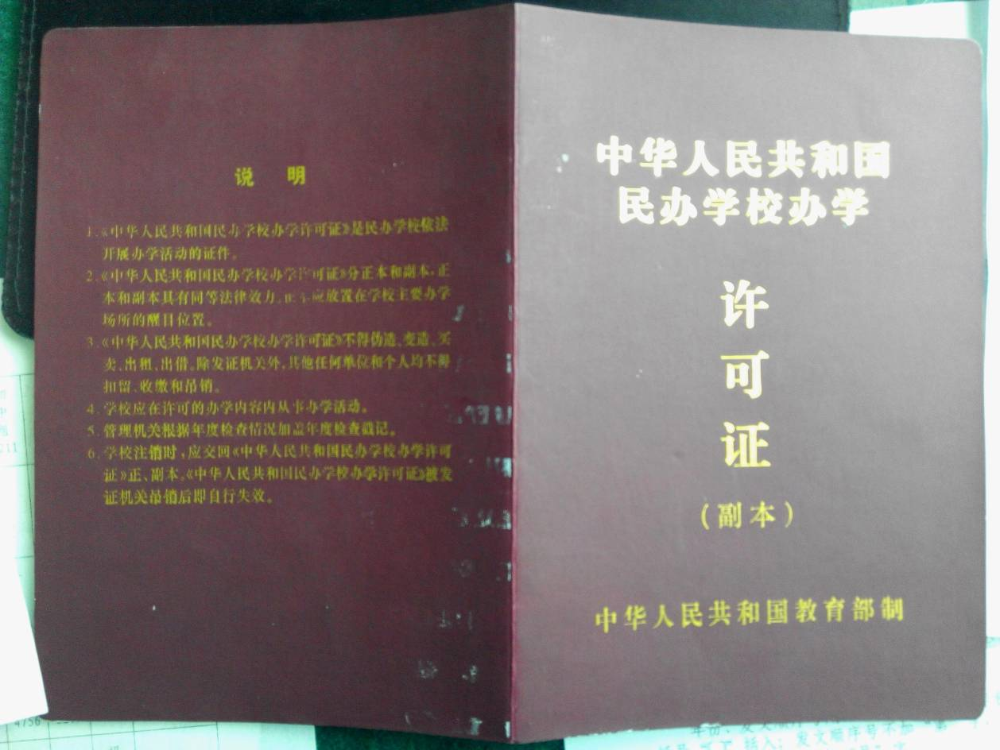 说 明
1.《中华人民共和国民办学校办学许可证》是民办学校依法
开展办学活动的证件。
2.《中华人民共和国民办学校办学许可证》分正本和副本,正
本和副本具有同等法律效力。正本应放置在学校主要办学
场所的醒目位置。
3.《中华人民共和国民办学校办学许可证》不得伪造、变造、买
卖、出租、出借。除发证机关外,其他任何单位和个人均不得
扣留、收缴和吊销。
4.学校应在许可的办学内容内从事办学活动。
5.管理机关根据年度检查情况加盖年度检查戳记。
6.学校注销时,应交回《中华人民共和国民办学校办学许可
证》正、副本。《中华人民共和国民办学校办学许可证》被发
证机关吊销后即自行失效。
中华人民共和国
民办学校办学
许
可
证
(副本)
中华人民共和国教育部制
211
4756